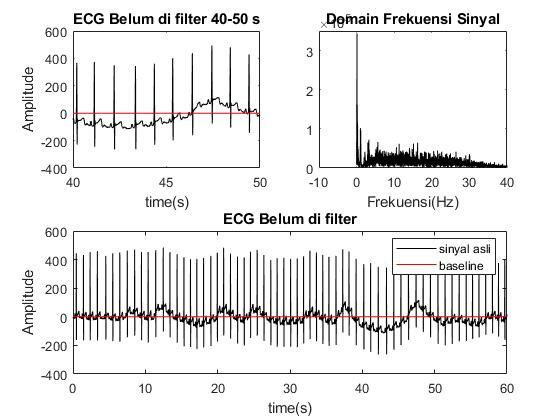 ECG Belum di filter 40-50 s
600
400
200
0
-200
-400
Amplitude
40 45 50
time(s)
Domain Frekuensi Sinyal
3
2
1
0
-10 0 10 20 30 40
Frekuensi(Hz)
ECG Belum di filter
600
400
200
0
-200
-400
Amplitude
0 10 20 30 40 50 60
time(s)
sinyal asli
baseline